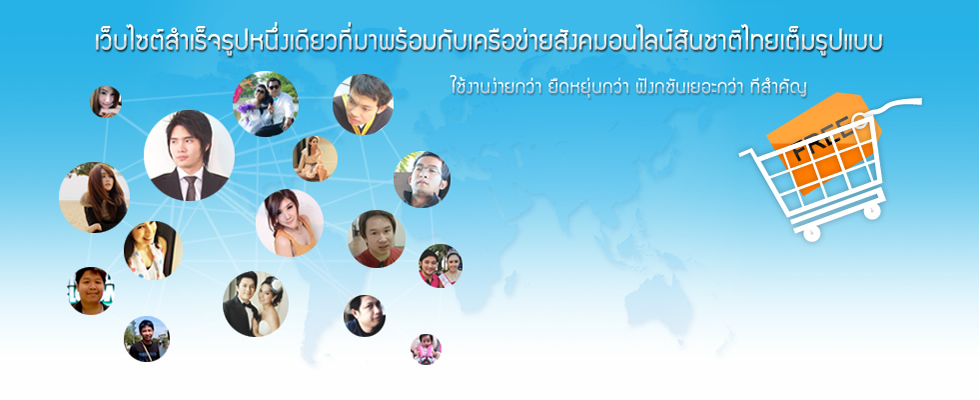 เว็บไซต์สำเร็จรูปหนึ่งเดียวที่มาพร้อมกับเครือข่ายสังคมออนไลน์สัญชาติไทยเต็มรูปแบบ
ใช้งานง่ายกว่า ยืดหยุ่นกว่า ฟังกชันเยอะกว่า ที่สำคัญ
FREE